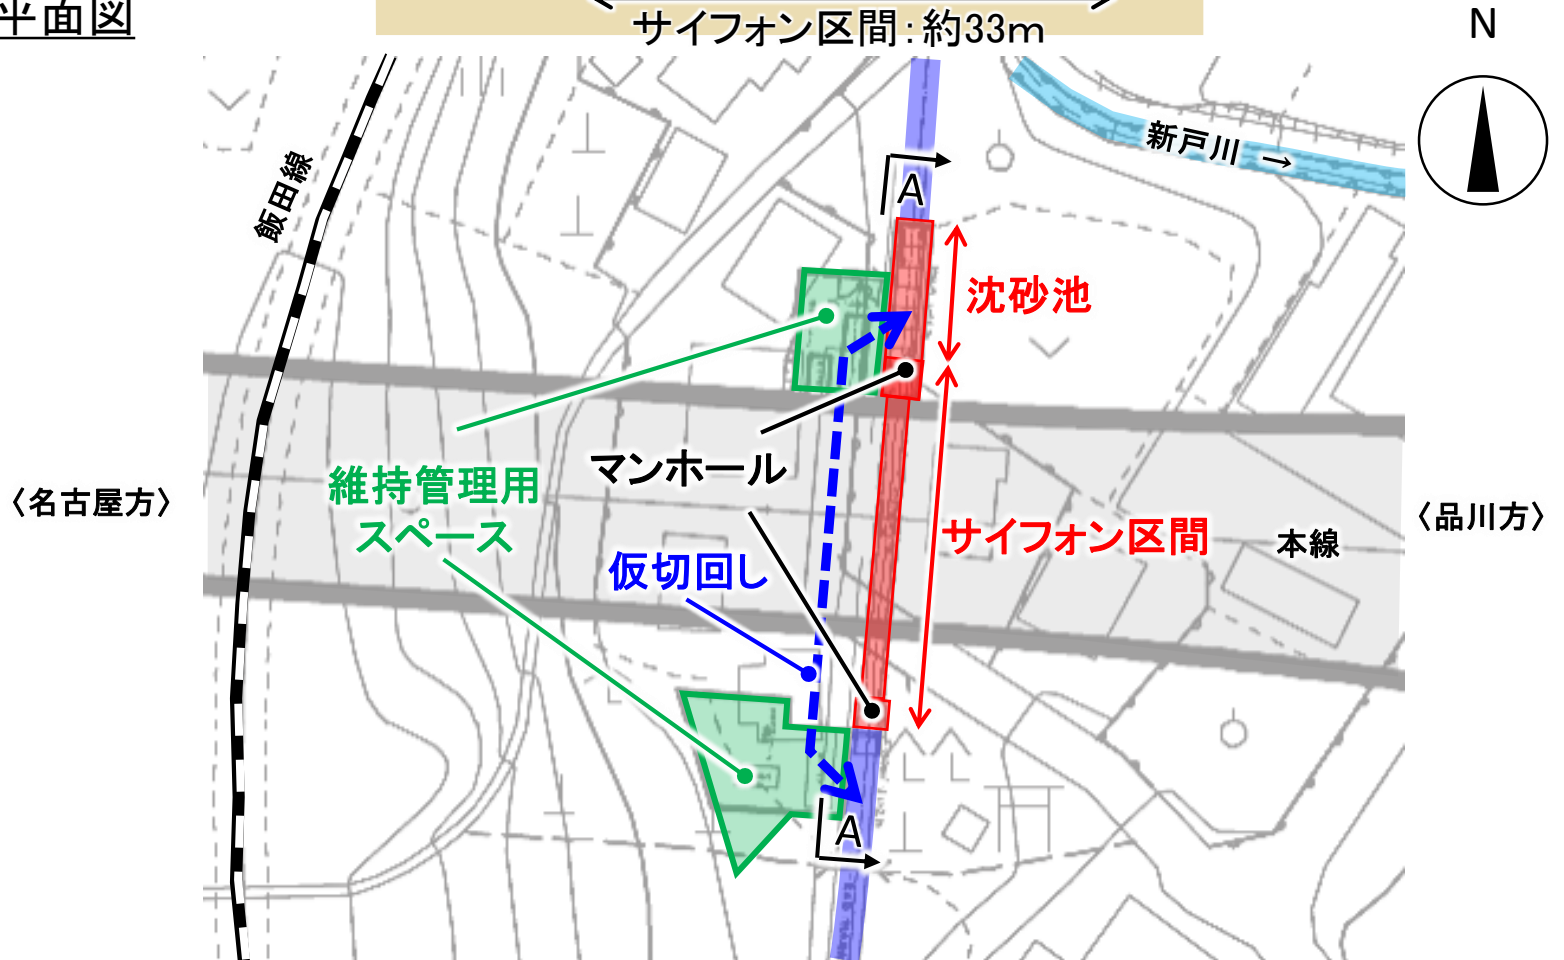 平面図
サイフォン区間：約33m
N
新戸川 →
飯田線
A
沈砂池
マンホール
維持管理用
スペース
〈名古屋方〉
〈品川方〉
サイフォン区間
本線
仮切回し
A